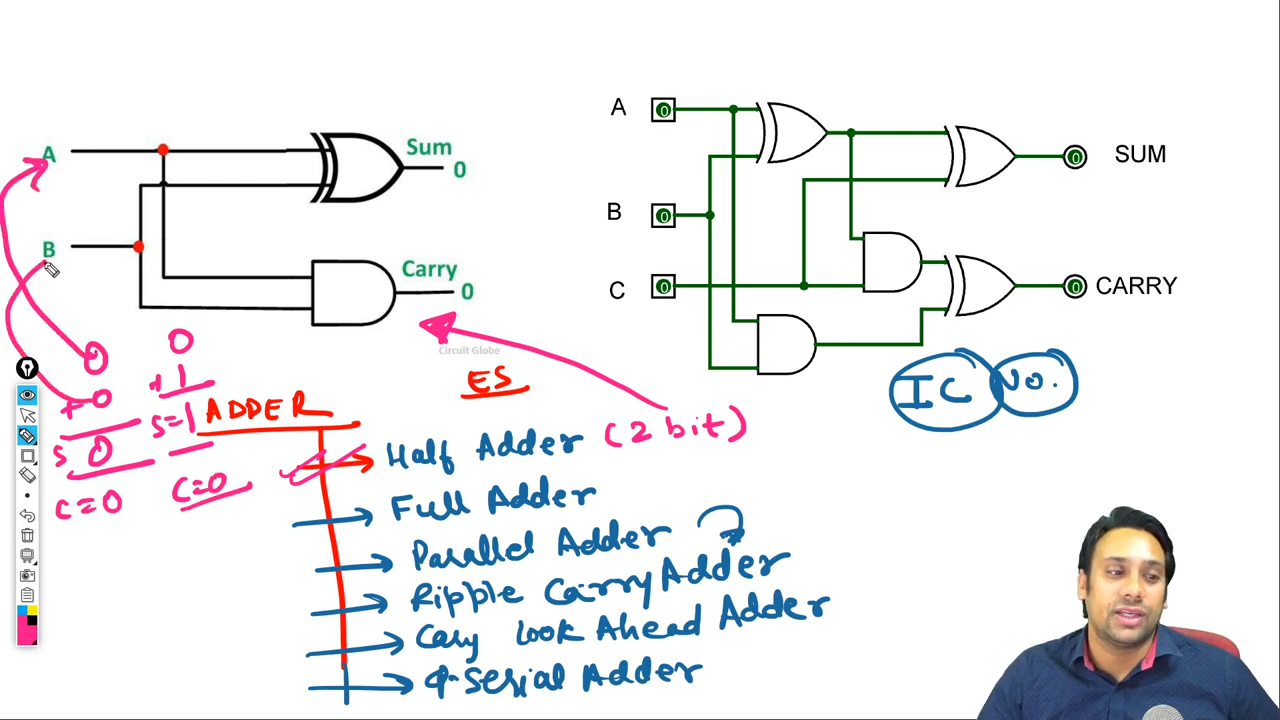 A
Sum
0
B
Carry
0
Circuit Globe
A
0
B
0
C
0
0
SUM
0
CARRY
IC No.
0
+0
S 0
C=0
0
+1
S=1
C=0
ES
ADDER
Half Adder (2 bit)
Full Adder
Parallel Adder
Ripple Carry Adder
Cary Look Ahead Adder
Serial Adder